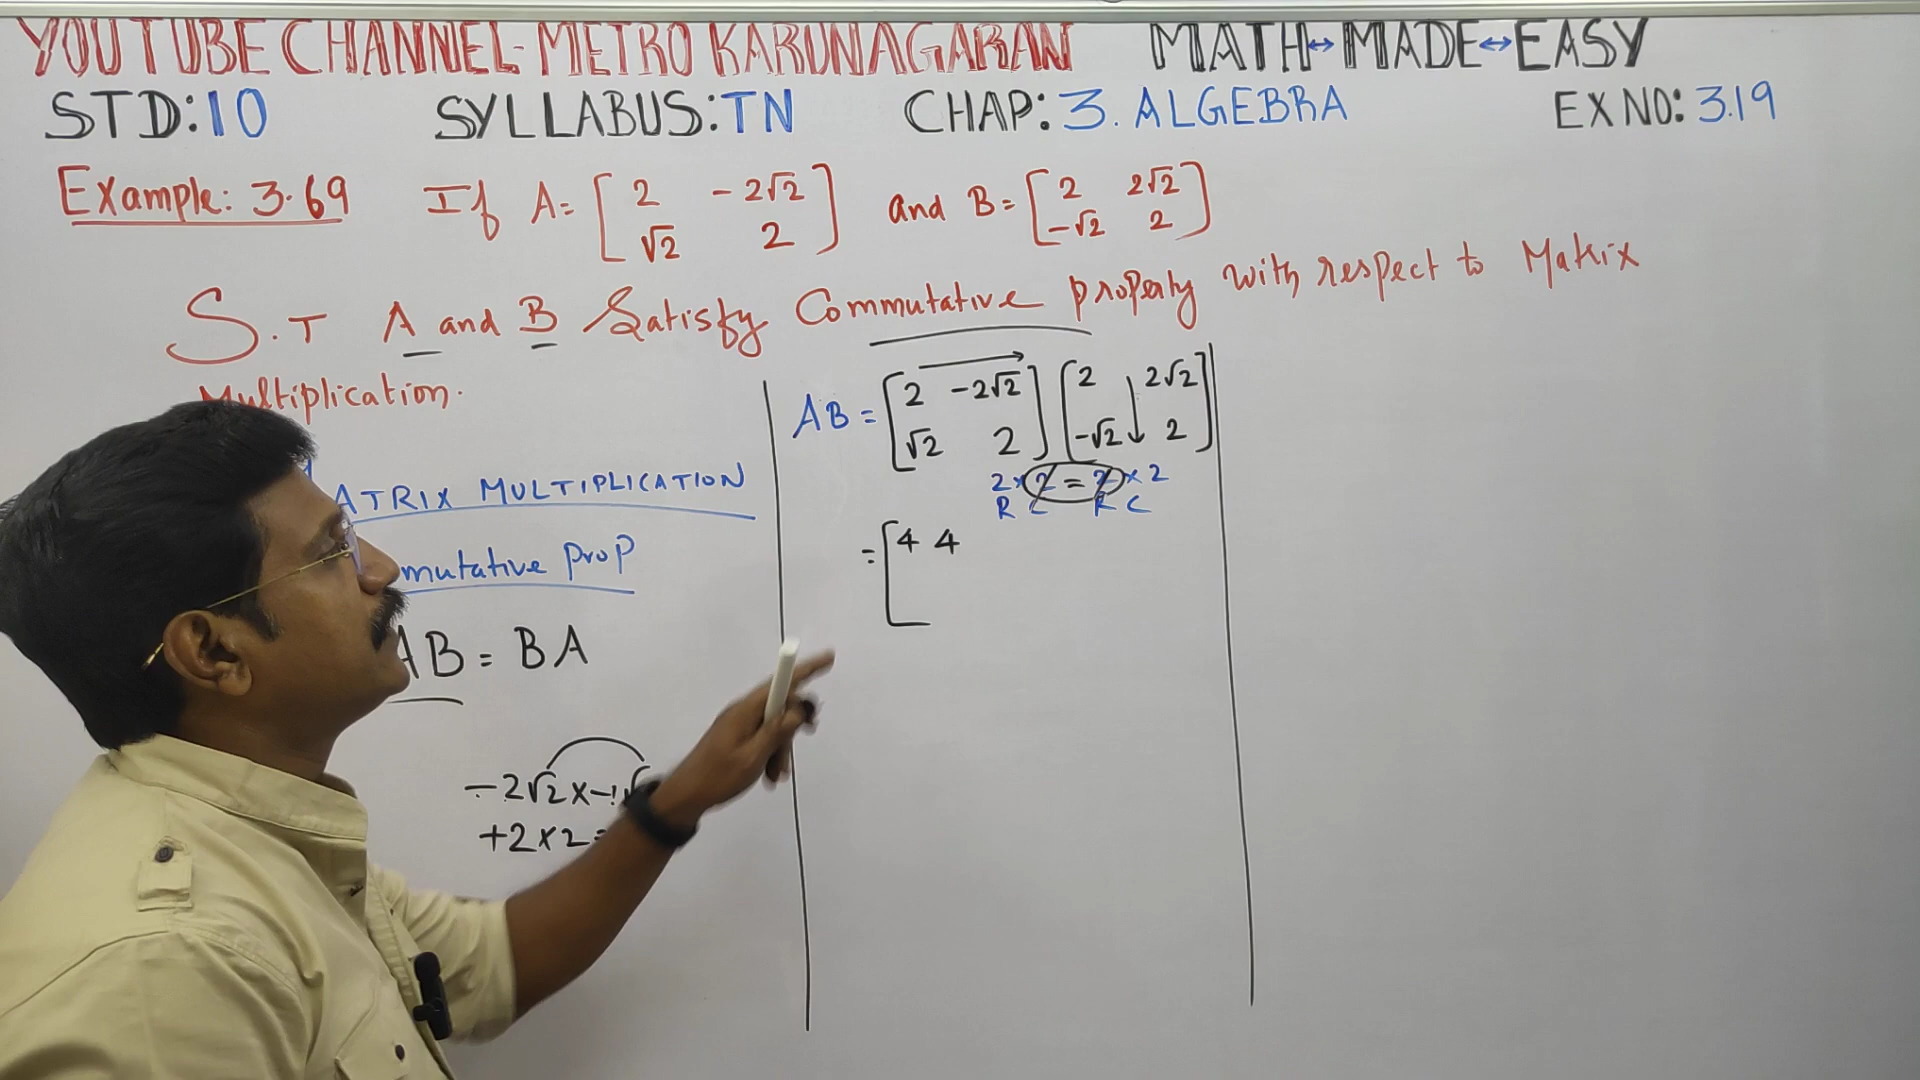 YOUTUBE CHANNEL-METRO KARUNAGARAN MATH↔MADE↔EASY
STD:10 SYLLABUS:TN CHAP: 3. ALGEBRA EX NO: 3.19
Example: 3.69 If A= [ 2 -2√2 and B= [ 2 2√2
√2 2 ] -√2 2 ]
S.T A and B Satisfy Commutative property with respect to Matrix
Multiplication.
ATRIX MULTIPLICATION
mutative prop
AB = BA
-2√2 x -1√
+2x2=
AB = [ 2 -2√2 ] [ 2 2√2 ]
√2 2 -√2 2
2 x 2 = 2 x 2
R C R C
= [ 4 4